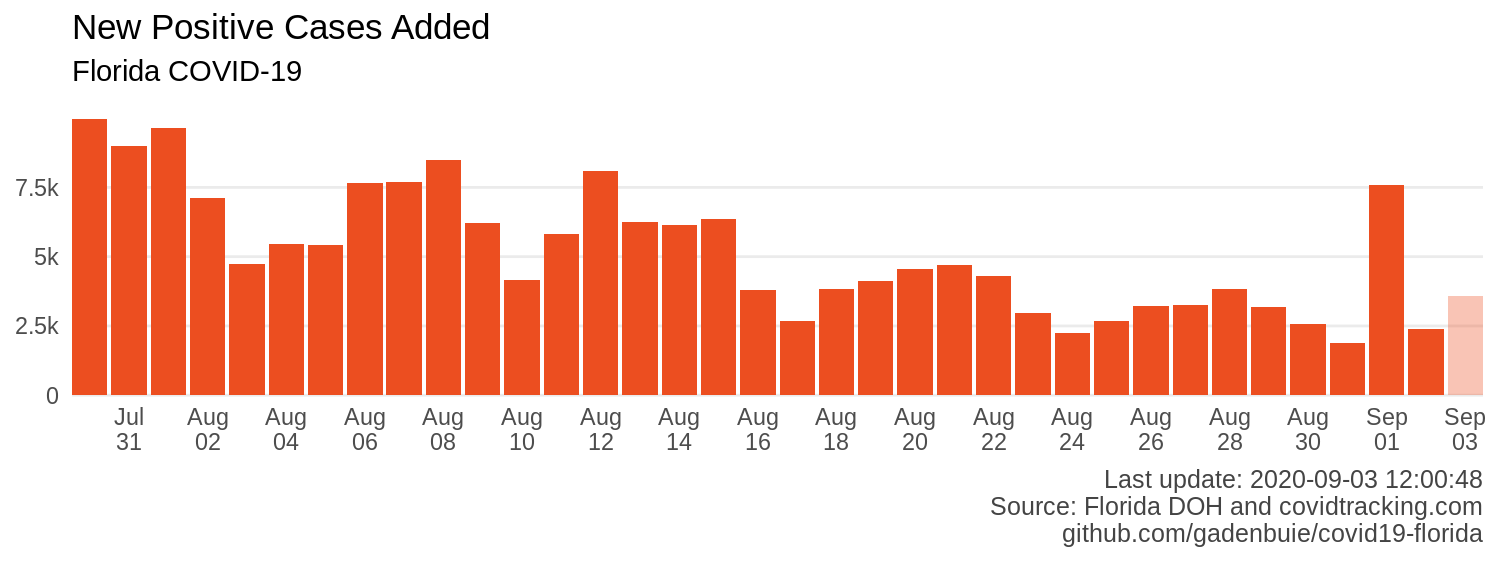 New Positive Cases Added
Florida COVID-19
7.5k
5k
2.5k
0
Jul Aug Aug Aug Aug Aug Aug Aug Aug Aug Aug Aug Aug Aug Aug Aug Sep Sep
31 02 04 06 08 10 12 14 16 18 20 22 24 26 28 30 01 03
Last update: 2020-09-03 12:00:48
Source: Florida DOH and covidtracking.com
github.com/gadenbuie/covid19-florida